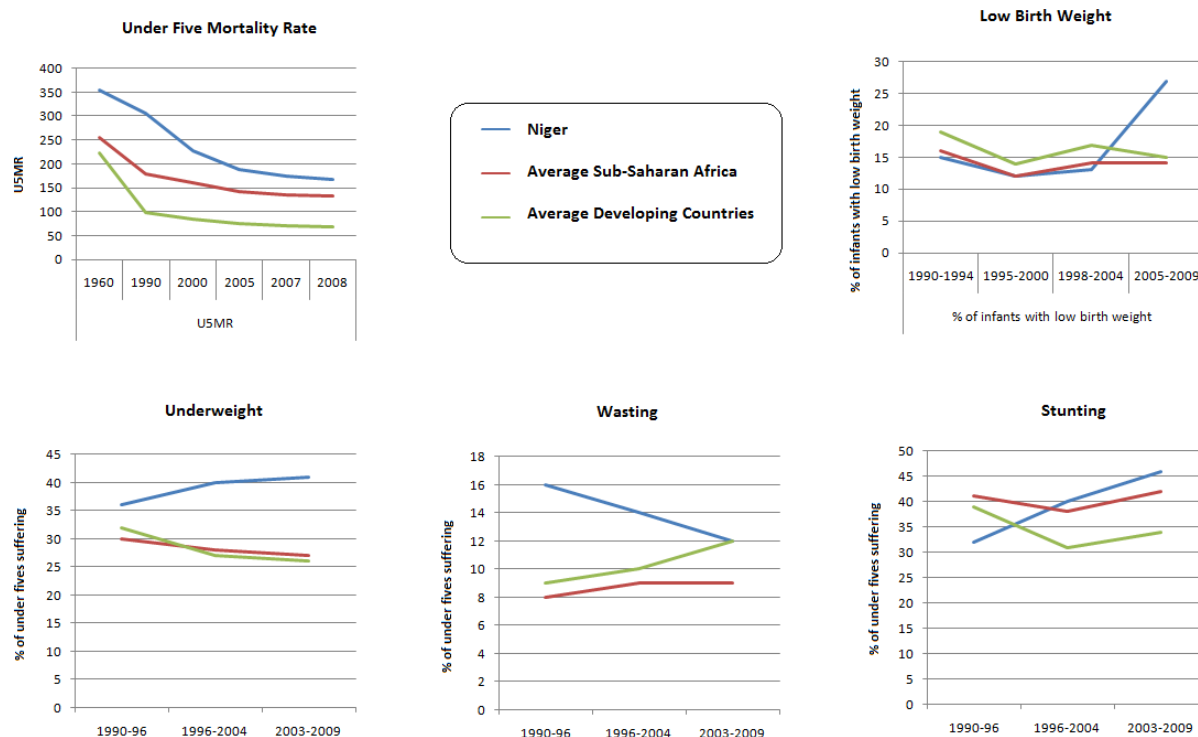 Under Five Mortality Rate
U5MR
400
350
300
250
200
150
100
50
0
1960 1990 2000 2005 2007 2008
U5MR
Niger
Average Sub-Saharan Africa
Average Developing Countries
Low Birth Weight
% of infants with low birth weight
30
25
20
15
10
5
0
1990-1994 1995-2000 1998-2004 2005-2009
% of infants with low birth weight
Underweight
% of under fives suffering
45
40
35
30
25
20
15
10
5
0
1990-96 1996-2004 2003-2009
Wasting
% of under fives suffering
18
16
14
12
10
8
6
4
2
0
1990-96 1996-2004 2003-2009
Stunting
% of under fives suffering
50
45
40
35
30
25
20
15
10
5
0
1990-96 1996-2004 2003-2009